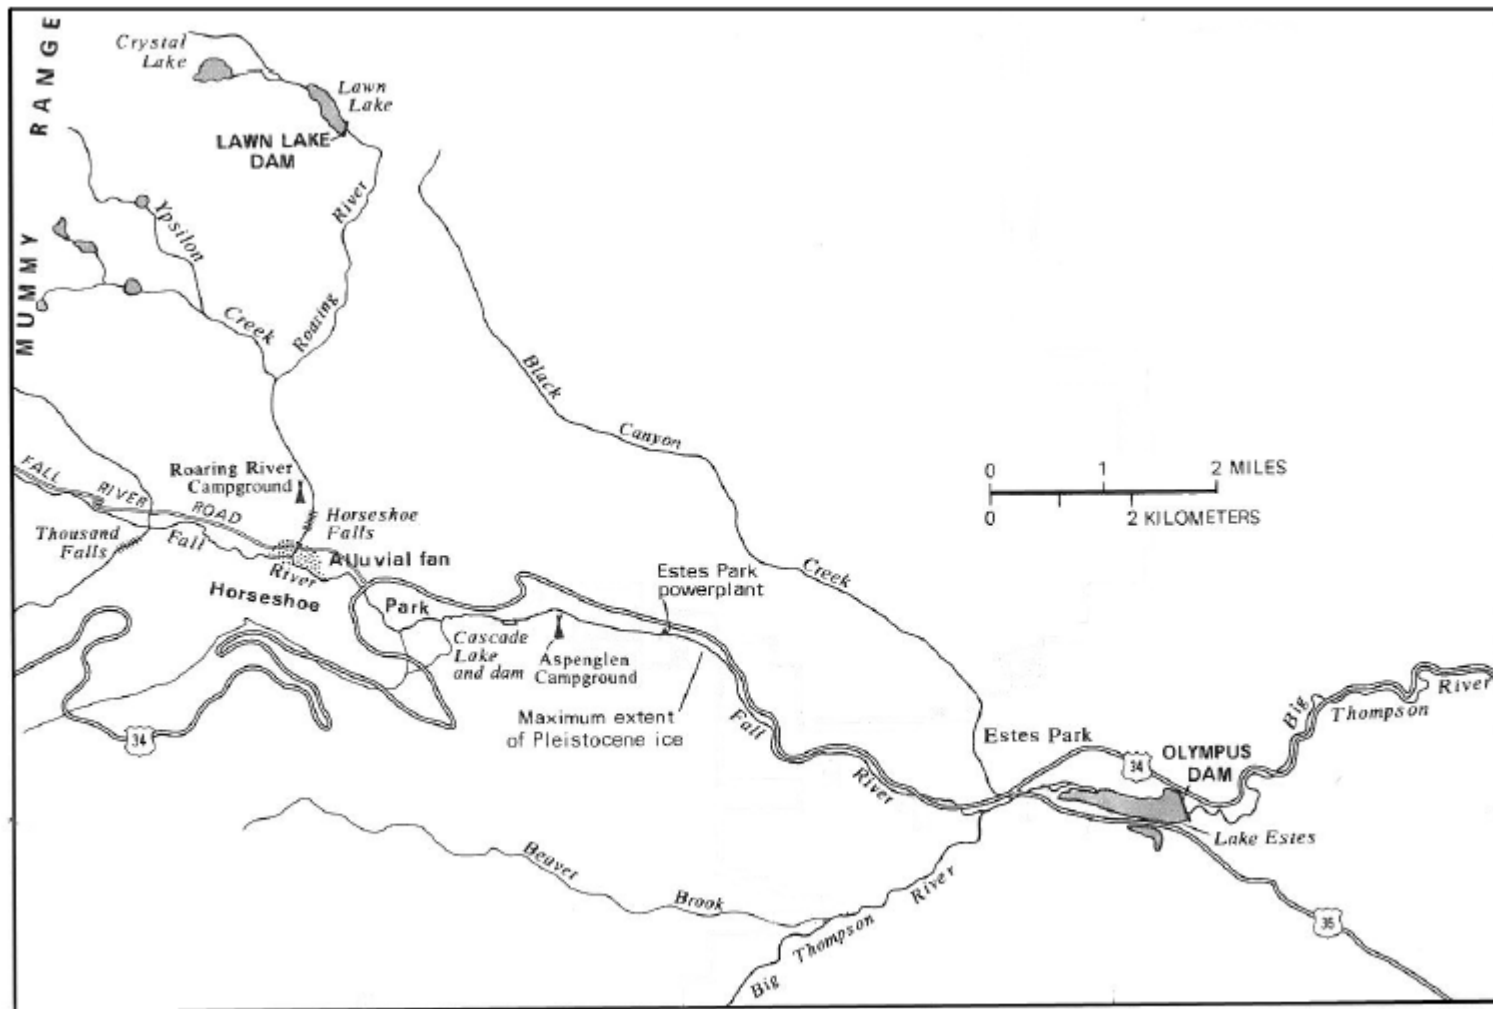 MUMMY RANGE
Crystal
Lake
Lawn
Lake
LAWN LAKE
DAM
Ypsilon
Creek
Roaring
River
Black
Canyon
Creek
FALL RIVER ROAD
Roaring River
Campground
Horseshoe
Falls
Thousand
Falls
Fall
River
Alluvial fan
Horseshoe
Park
0 1 2 MILES
0 2 KILOMETERS
Estes Park
powerplant
Cascade
Lake
and dam
Aspenglen
Campground
Maximum extent
of Pleistocene ice
34
Fall
River
Estes Park
34
OLYMPUS
DAM
Big
Thompson
River
Lake Estes
Beaver
Brook
Big
Thompson
River
36